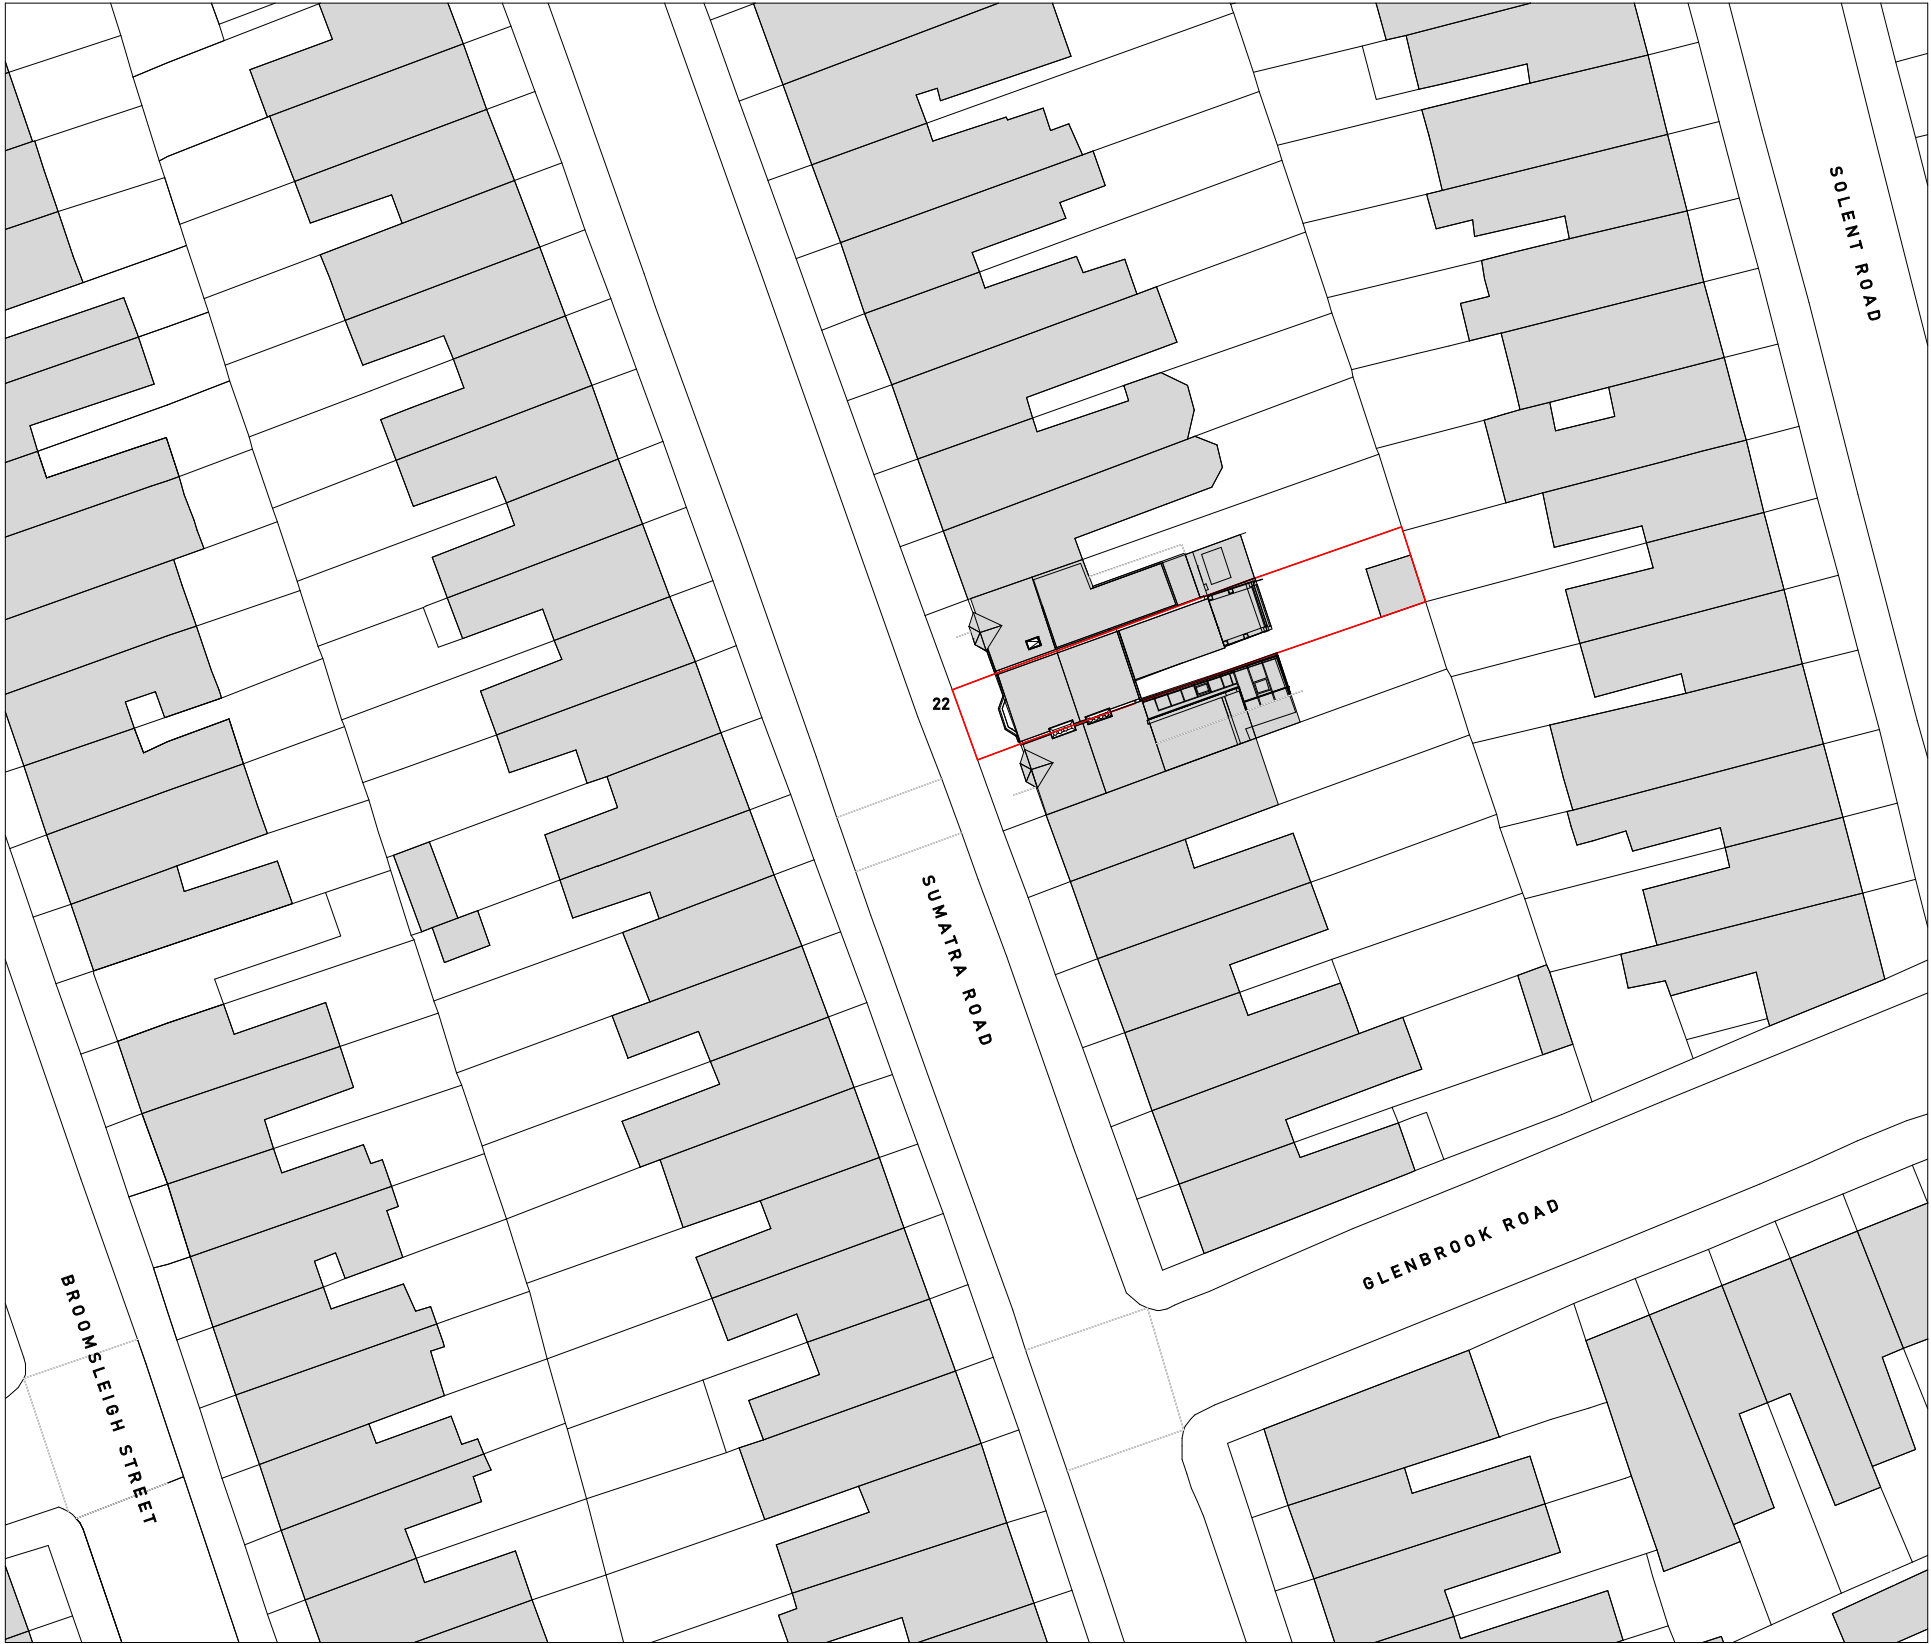 SOLENT ROAD
22
SUMATRA ROAD
GLENBROOK ROAD
BROOMSLEIGH STREET